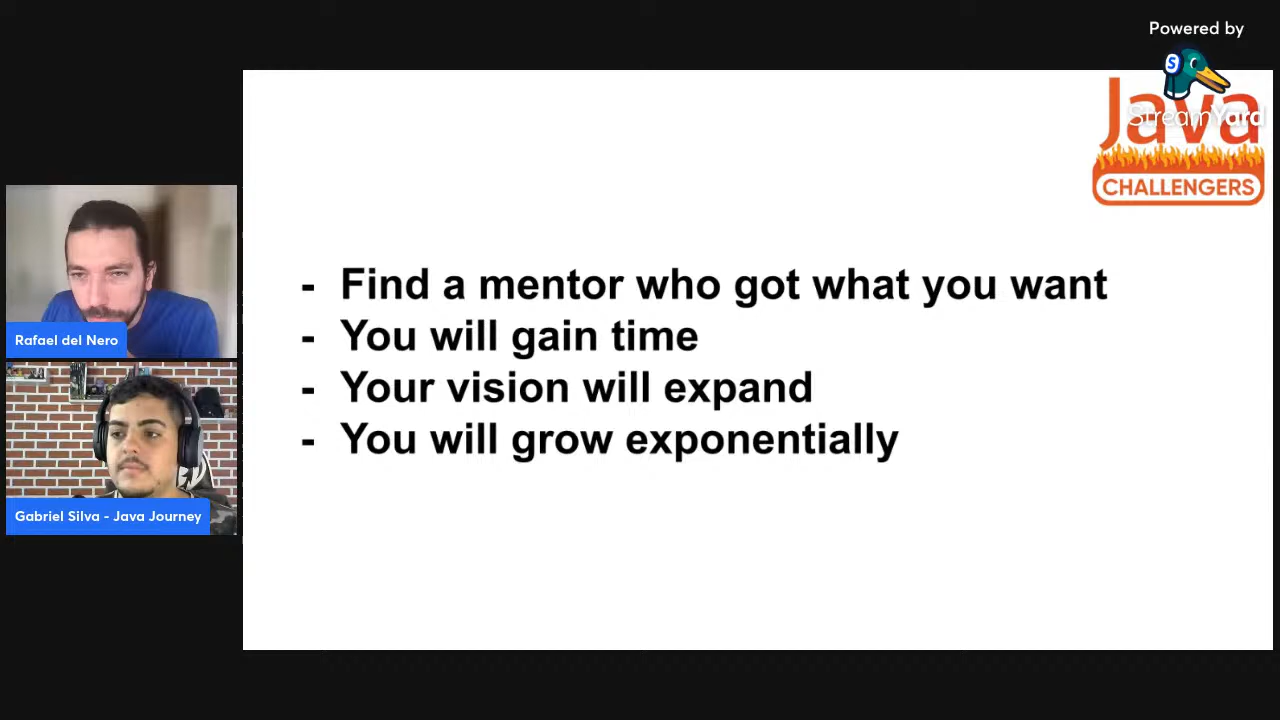 Powered by
S
StreamYard
Java
CHALLENGERS
- Find a mentor who got what you want
- You will gain time
- Your vision will expand
- You will grow exponentially
Rafael del Nero
Gabriel Silva - Java Journey